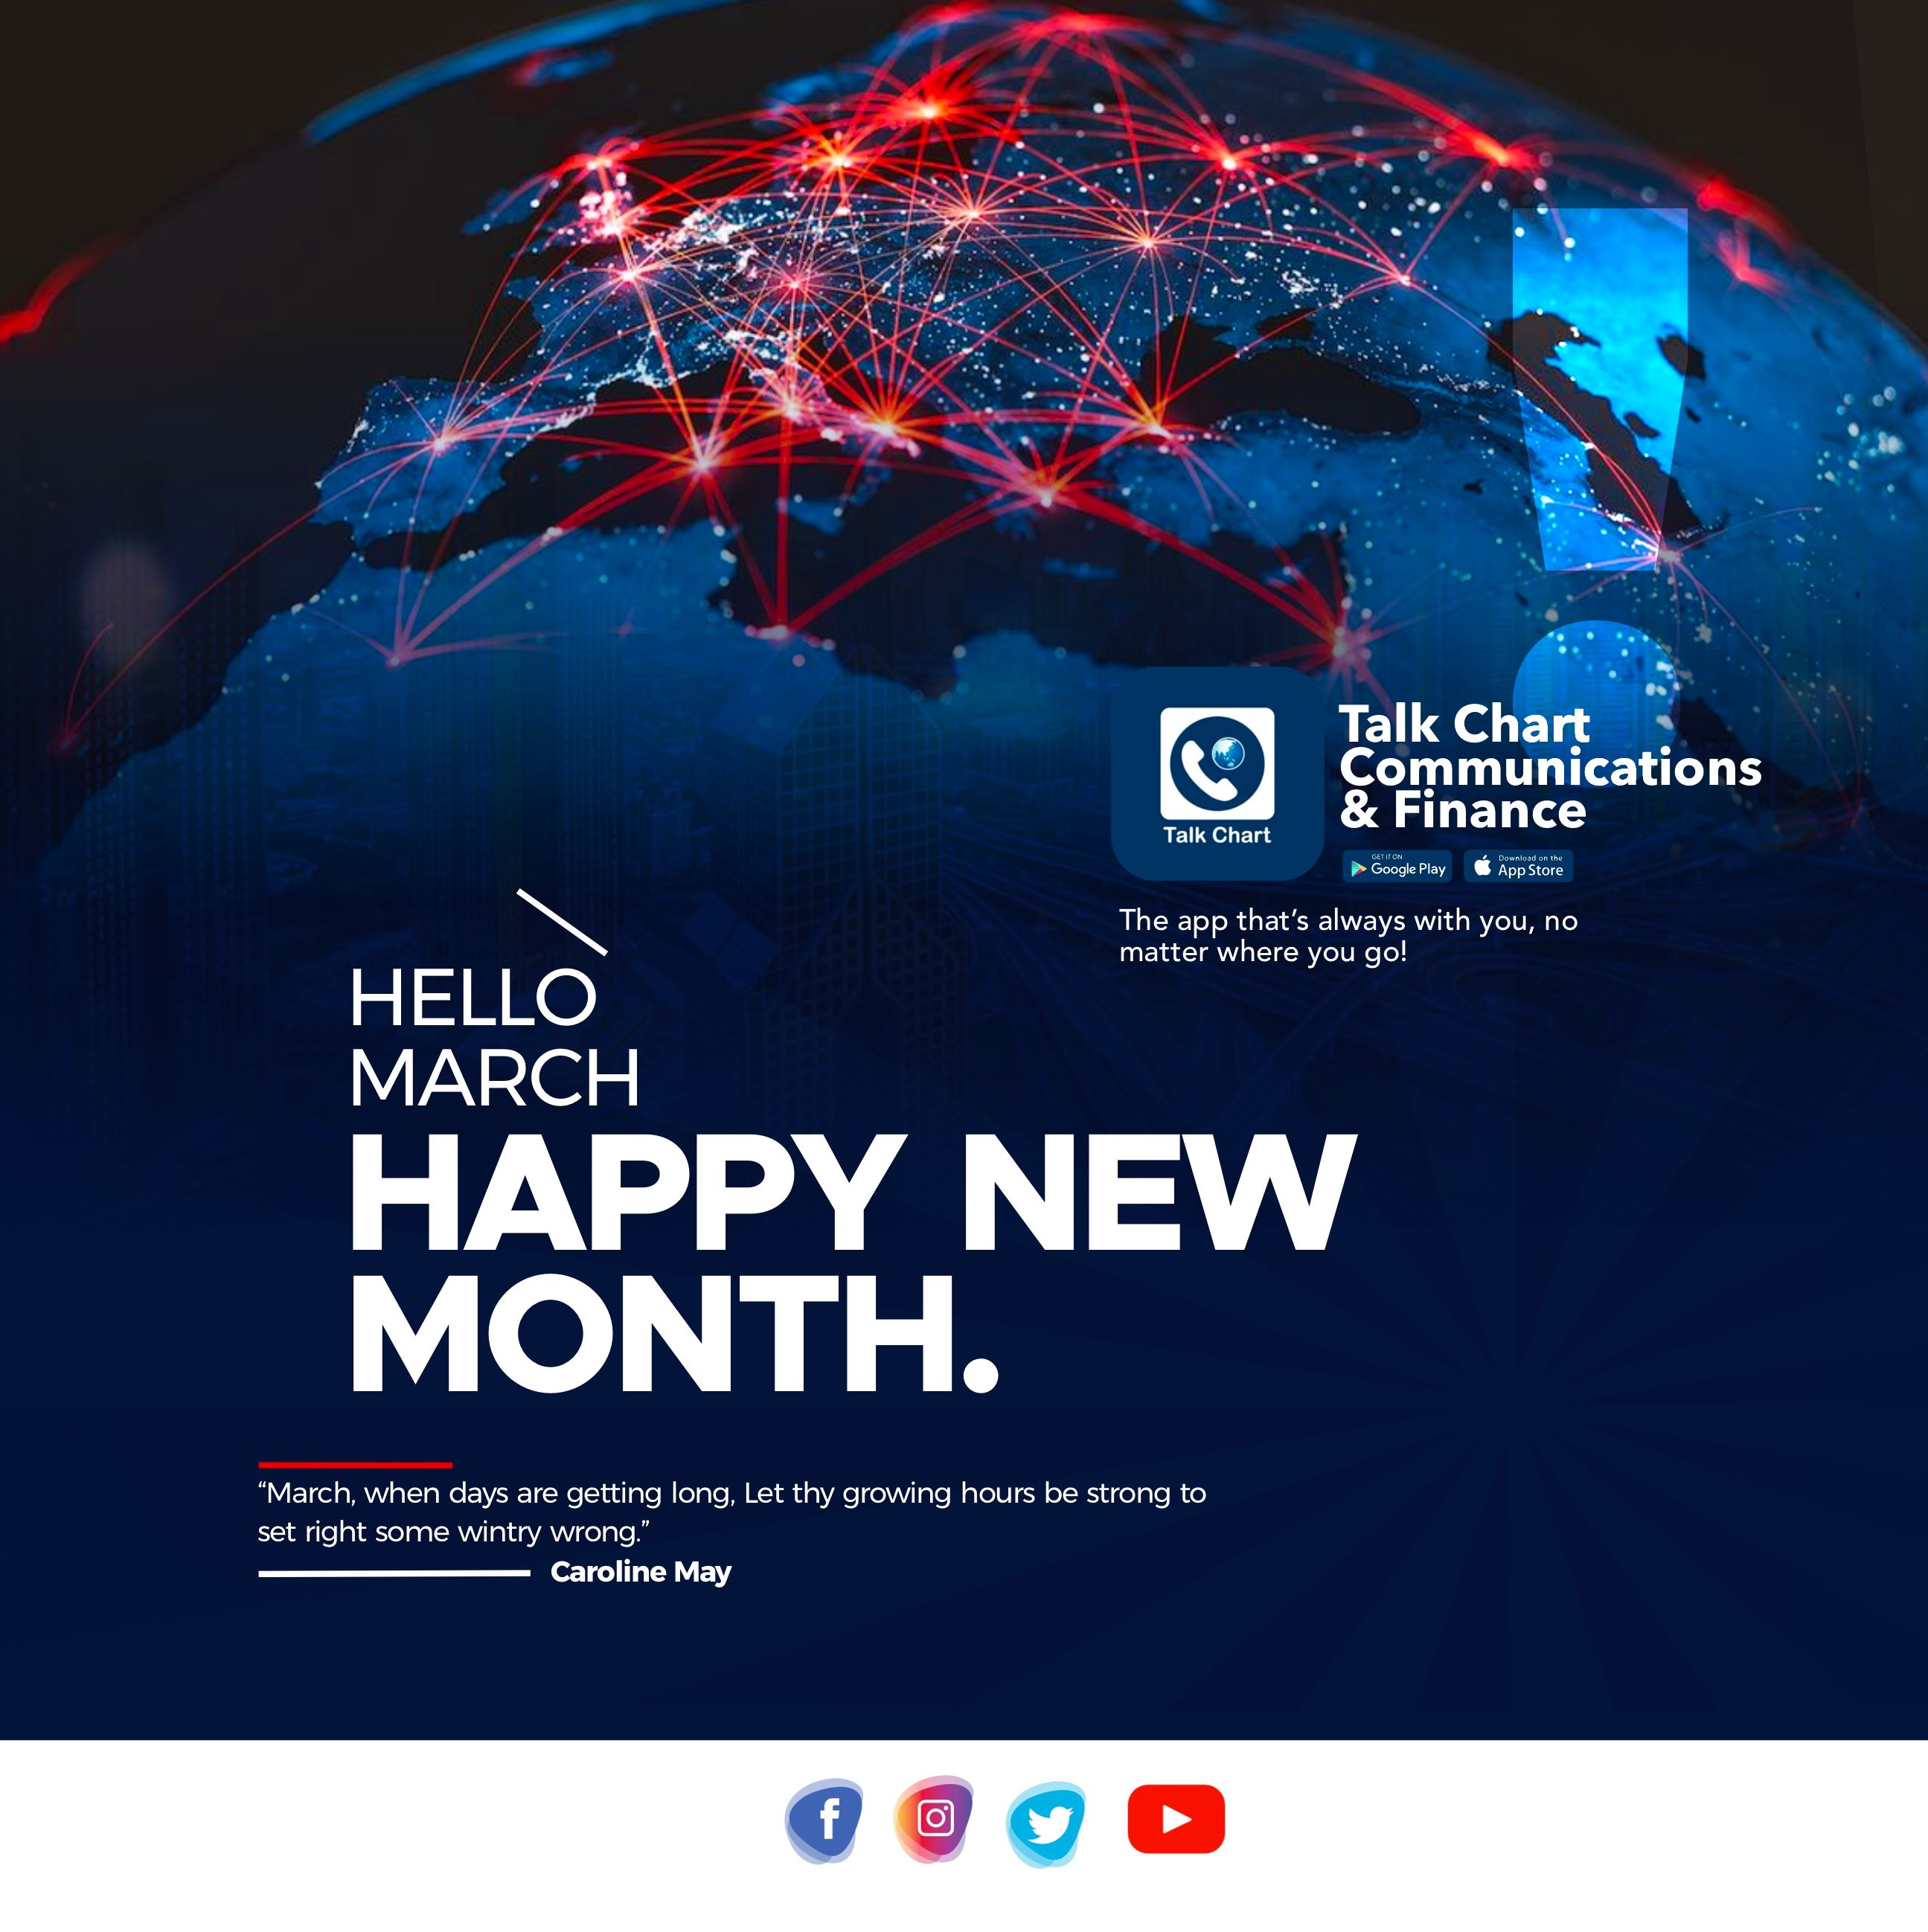 Talk Chart
Communications
& Finance
Talk Chart
GET IT ON
Google Play
Download on the
App Store
The app that’s always with you, no
matter where you go!
HELLO
MARCH
HAPPY NEW
MONTH.
“March, when days are getting long, Let thy growing hours be strong to
set right some wintry wrong.”
Caroline May